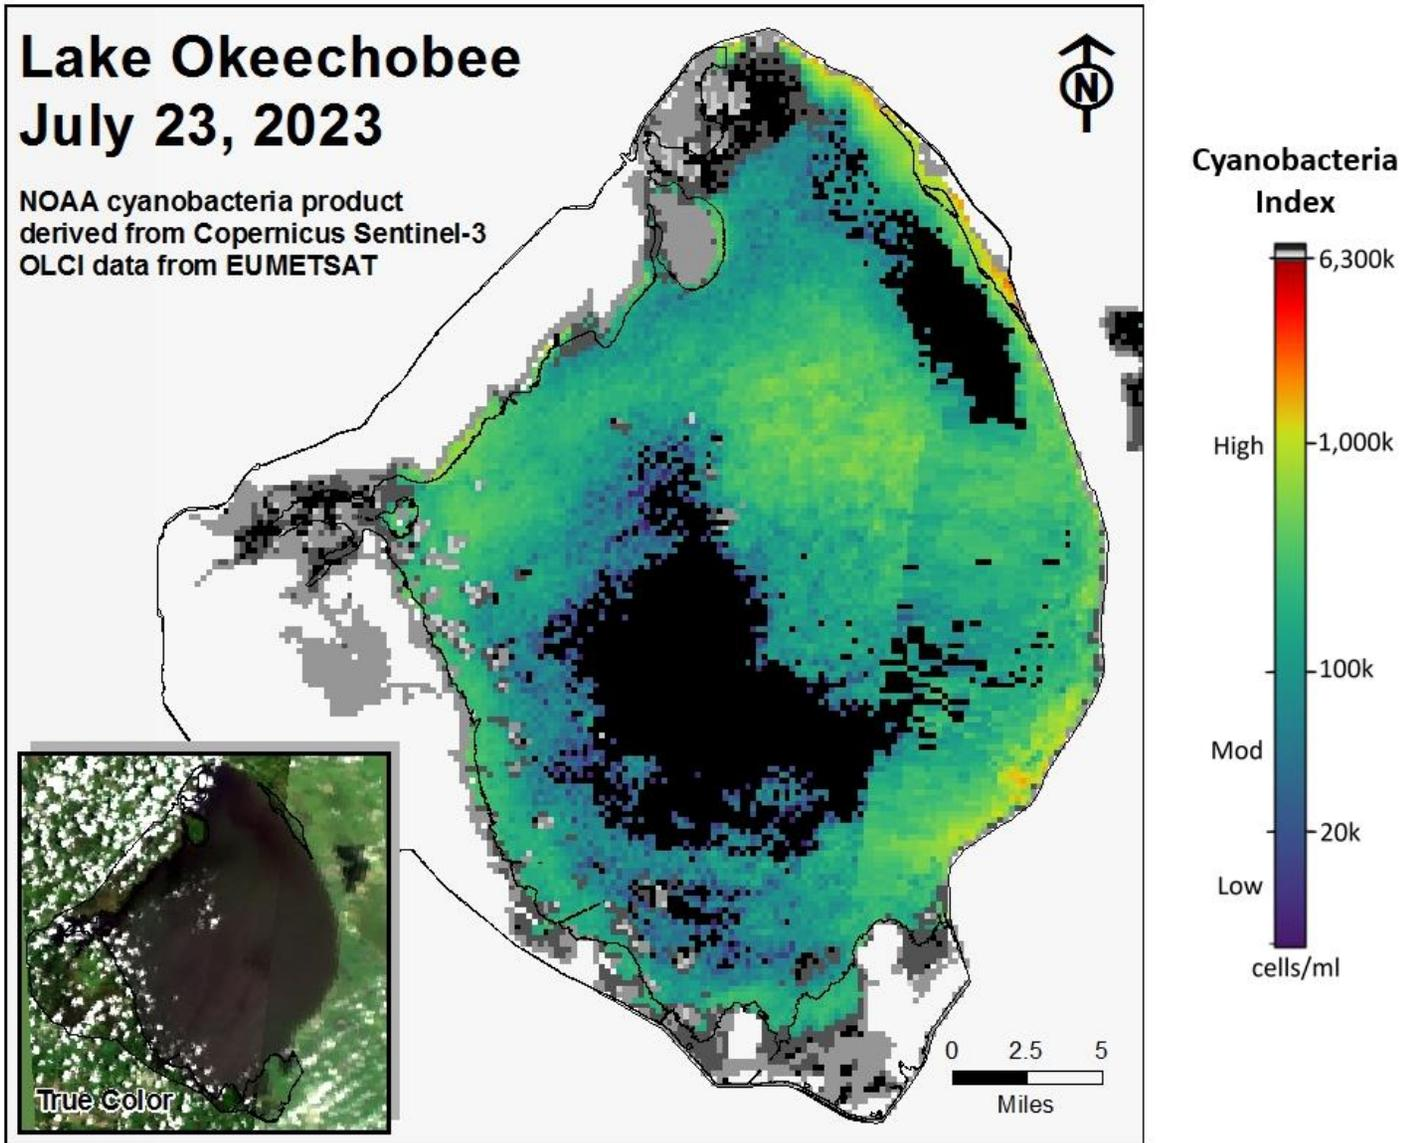 Lake Okeechobee
July 23, 2023
NOAA cyanobacteria product
derived from Copernicus Sentinel-3
OLCI data from EUMETSAT
N
Cyanobacteria
Index
6,300k
High
1,000k
100k
Mod
20k
Low
cells/ml
0 2.5 5
Miles
True Color